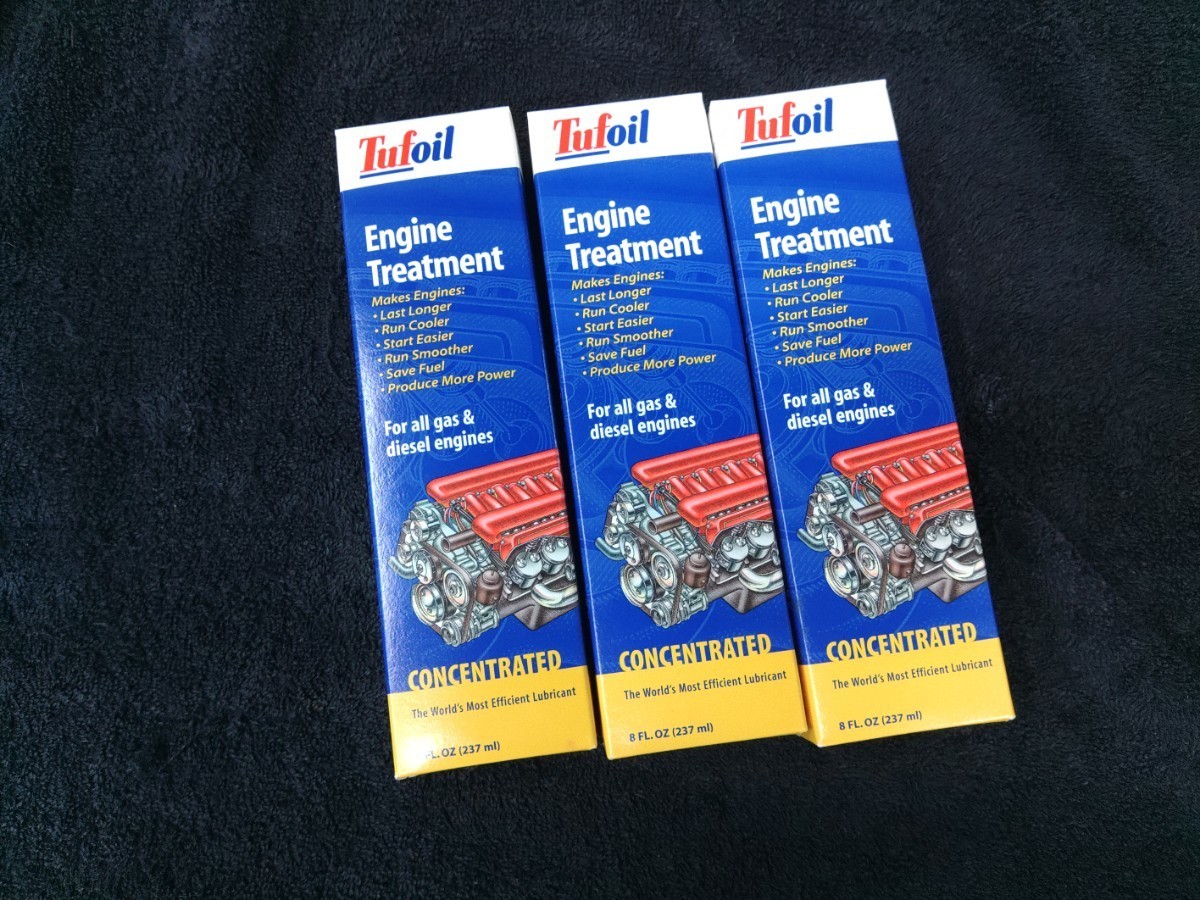 Tufoil
Engine
Treatment
Makes Engines:
• Last Longer
• Run Cooler
• Start Easier
• Run Smoother
• Save Fuel
• Produce More Power
For all gas &
diesel engines
CONCENTRATED
The World's Most Efficient Lubricant
FL. OZ (237 ml)
Tufoil
Engine
Treatment
Makes Engines:
• Last Longer
• Run Cooler
• Start Easier
• Run Smoother
• Save Fuel
• Produce More Power
For all gas &
diesel engines
CONCENTRATED
The World's Most Efficient Lubricant
8 FL. OZ (237 ml)
Tufoil
Engine
Treatment
Makes Engines:
• Last Longer
• Run Cooler
• Start Easier
• Run Smoother
• Save Fuel
• Produce More Power
For all gas &
diesel engines
CONCENTRATED
The World's Most Efficient Lubricant
8 FL. OZ (237 ml)